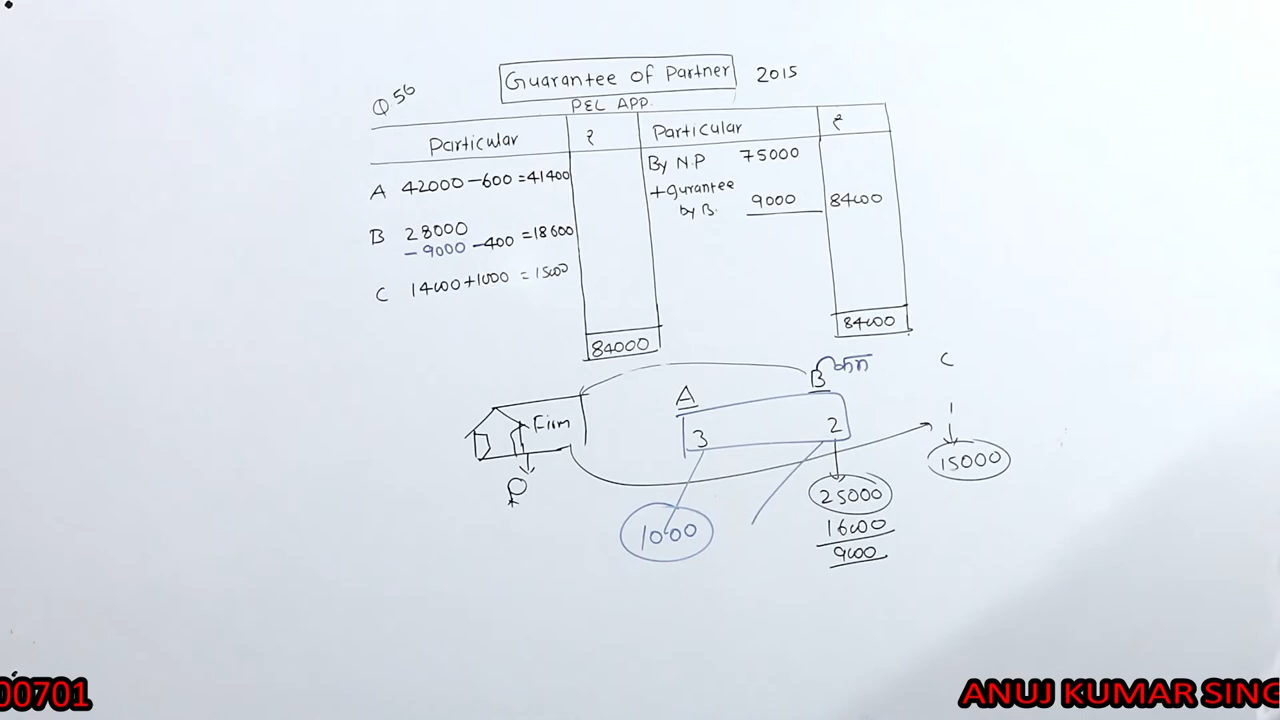 Guarantee of Partner 2015
Q 56
P&L APP.
Particular ₹ Particular ₹
By N.P 75000
A 42000 - 600 = 41400
+ gurantee by B. 9000 84000
B 28000
- 9000 - 400 = 18600
C 14000 + 1000 = 15000
84000
84000
A B C
Firm
3 2 1
15000
25000
1000
16000
9000
00701
ANUJ KUMAR SING